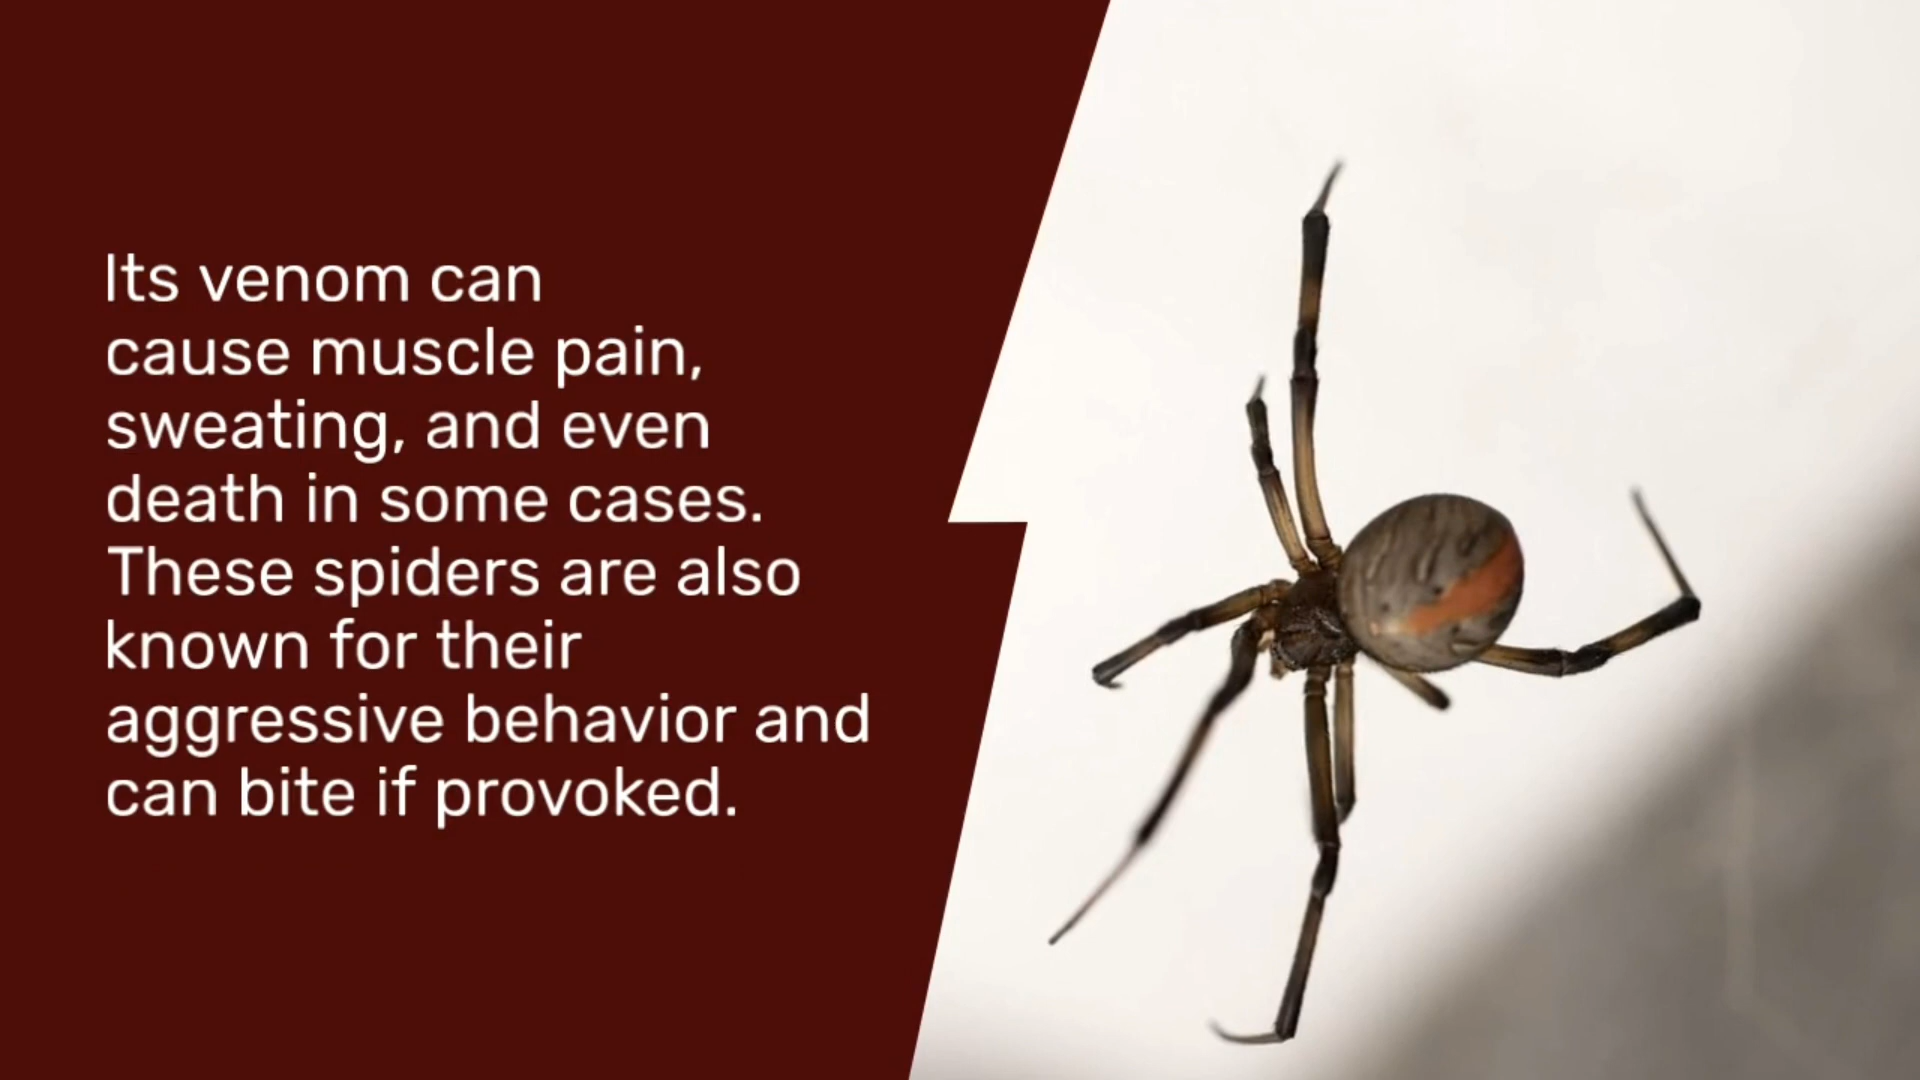 Its venom can
cause muscle pain,
sweating, and even
death in some cases.
These spiders are also
known for their
aggressive behavior and
can bite if provoked.